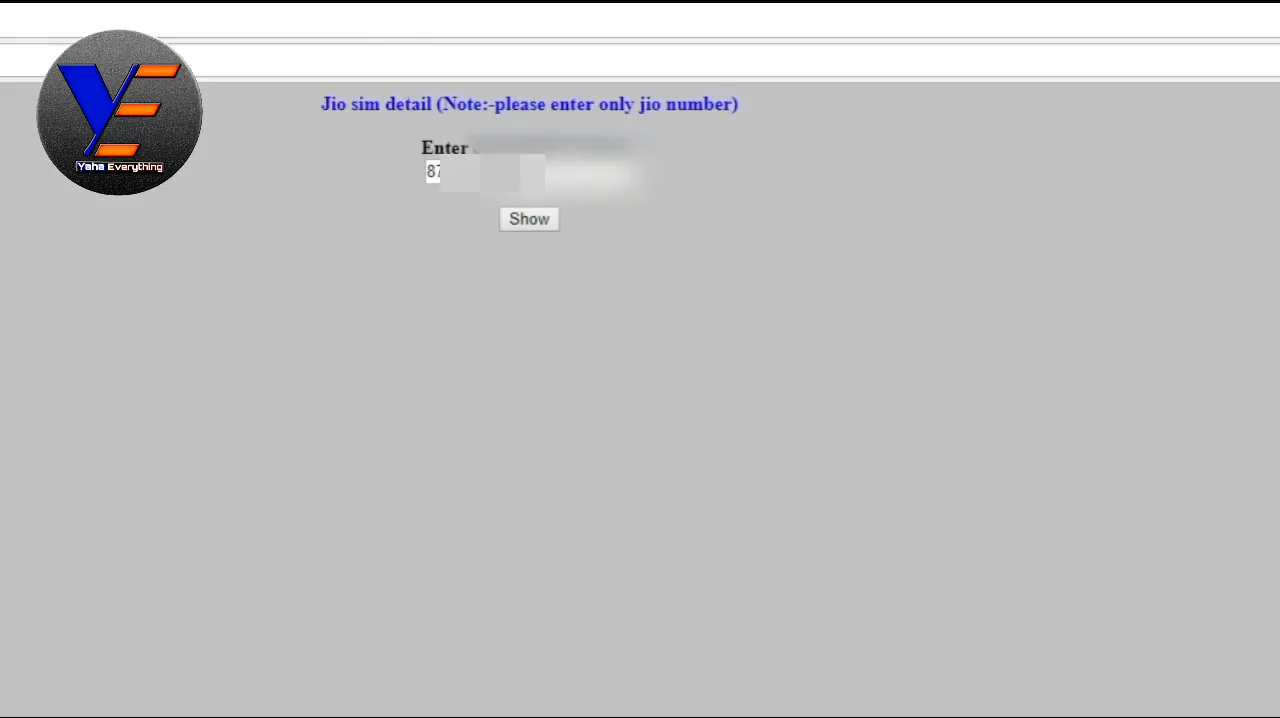 Yaha Everything
Jio sim detail (Note:-please enter only jio number)
Enter
87
Show